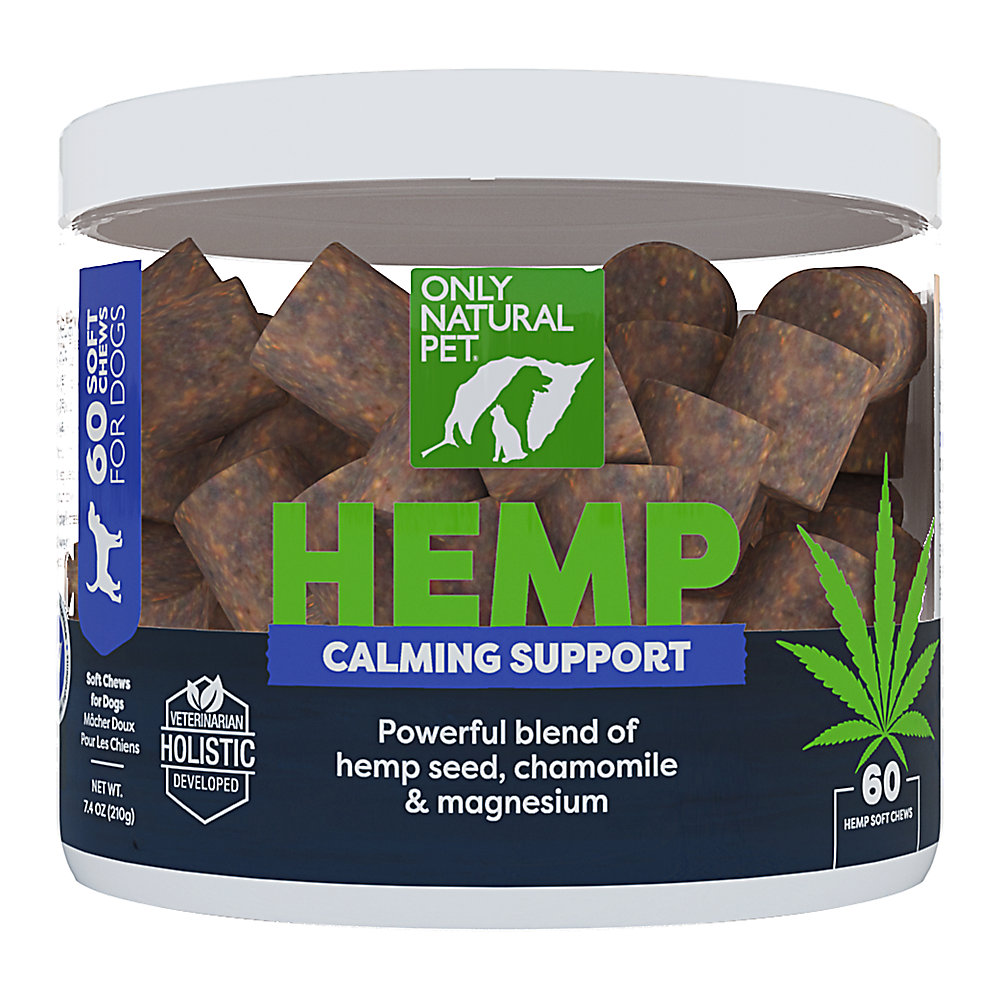 ONLY
NATURAL
PET®
60 SOFT
CHEWS
FOR DOGS
HEMP
CALMING SUPPORT
Powerful blend of
hemp seed, chamomile
& magnesium
Soft Chews
for Dogs
Mâcher Doux
Pour Les Chiens
NET WT.
7.4 OZ (210g)
VETERINARIAN
HOLISTIC
DEVELOPED
60
HEMP SOFT CHEWS